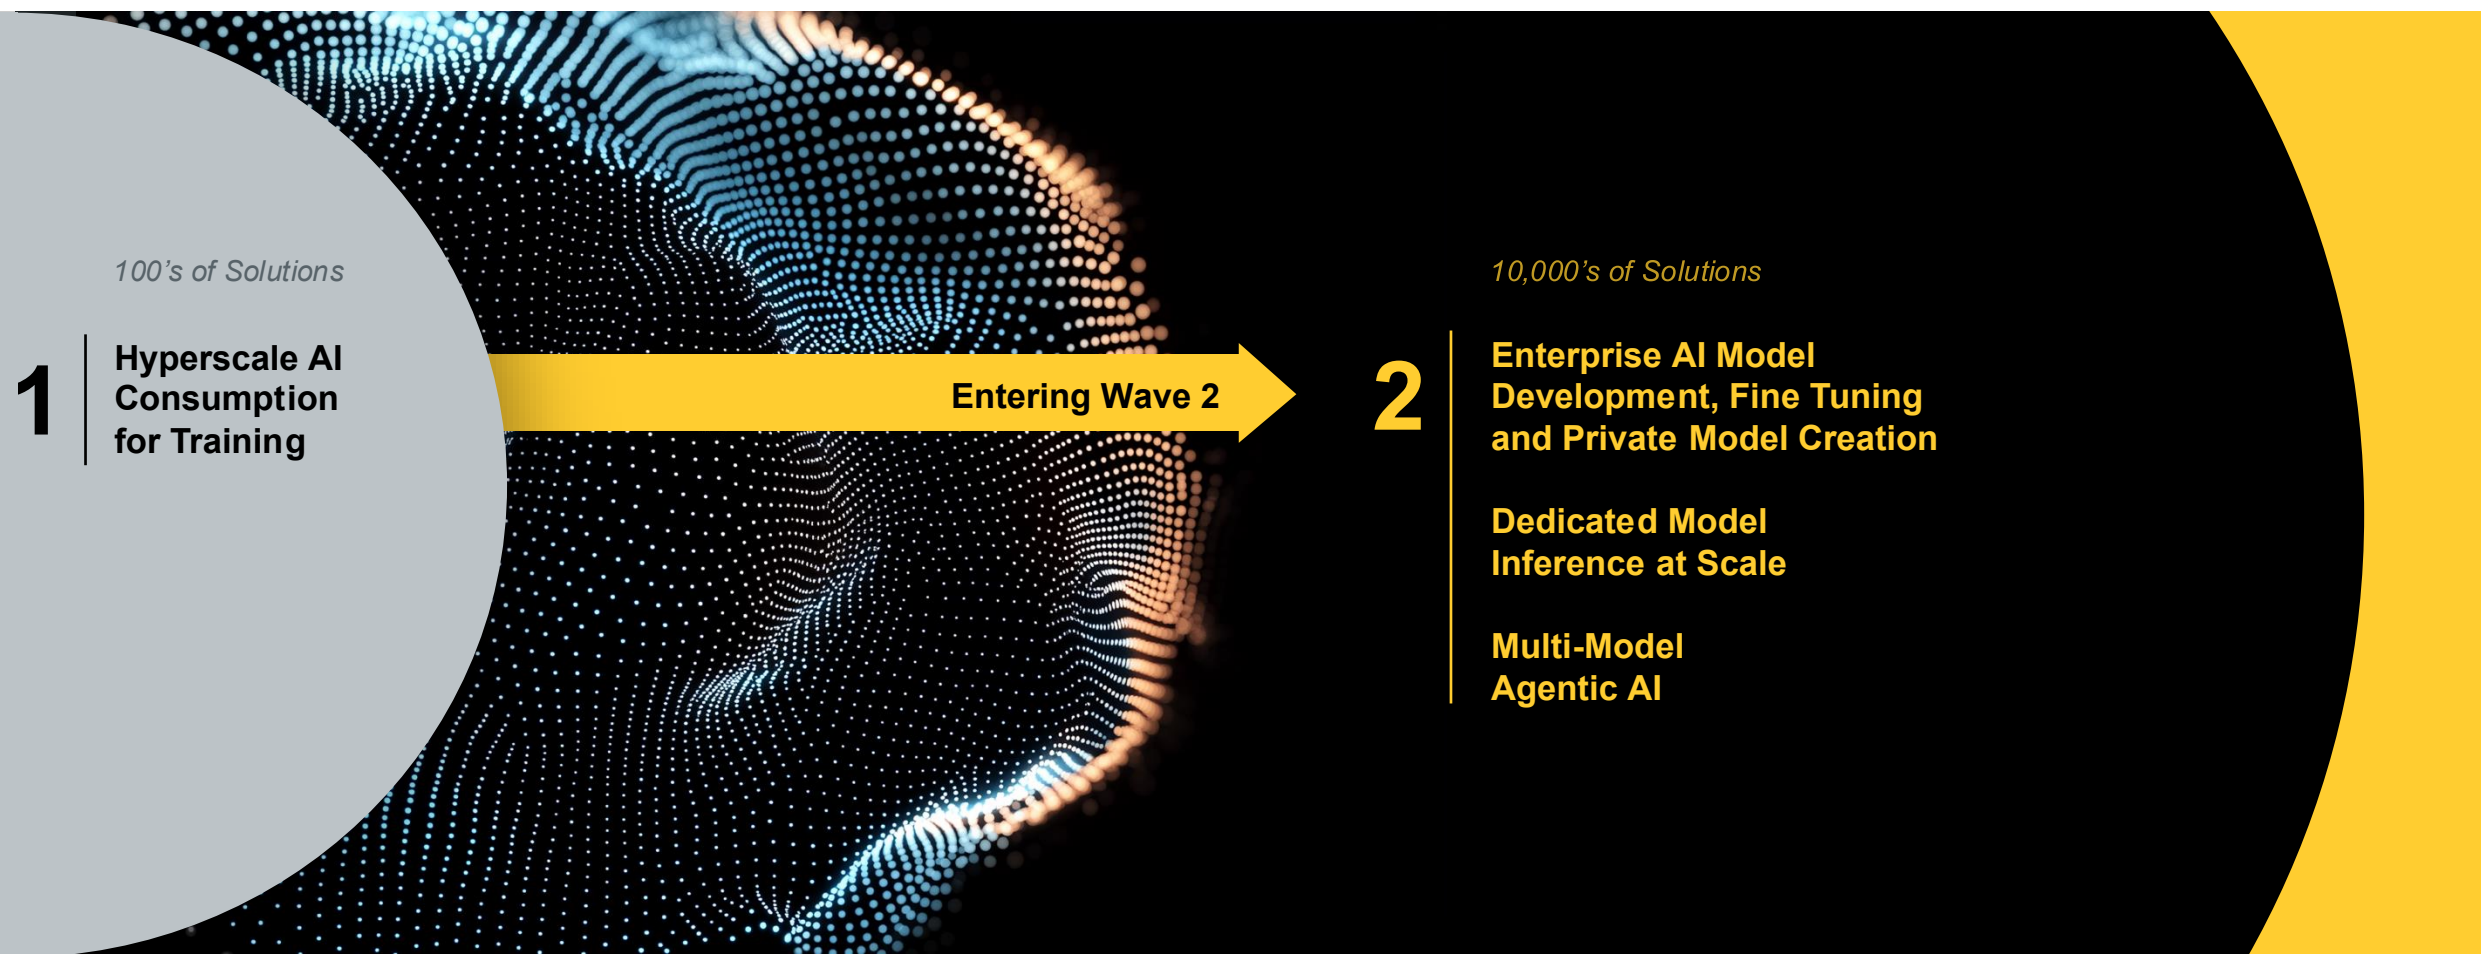 100’s of Solutions
1
Hyperscale AI
Consumption
for Training
Entering Wave 2
10,000’s of Solutions
2
Enterprise AI Model
Development, Fine Tuning
and Private Model Creation
Dedicated Model
Inference at Scale
Multi-Model
Agentic AI